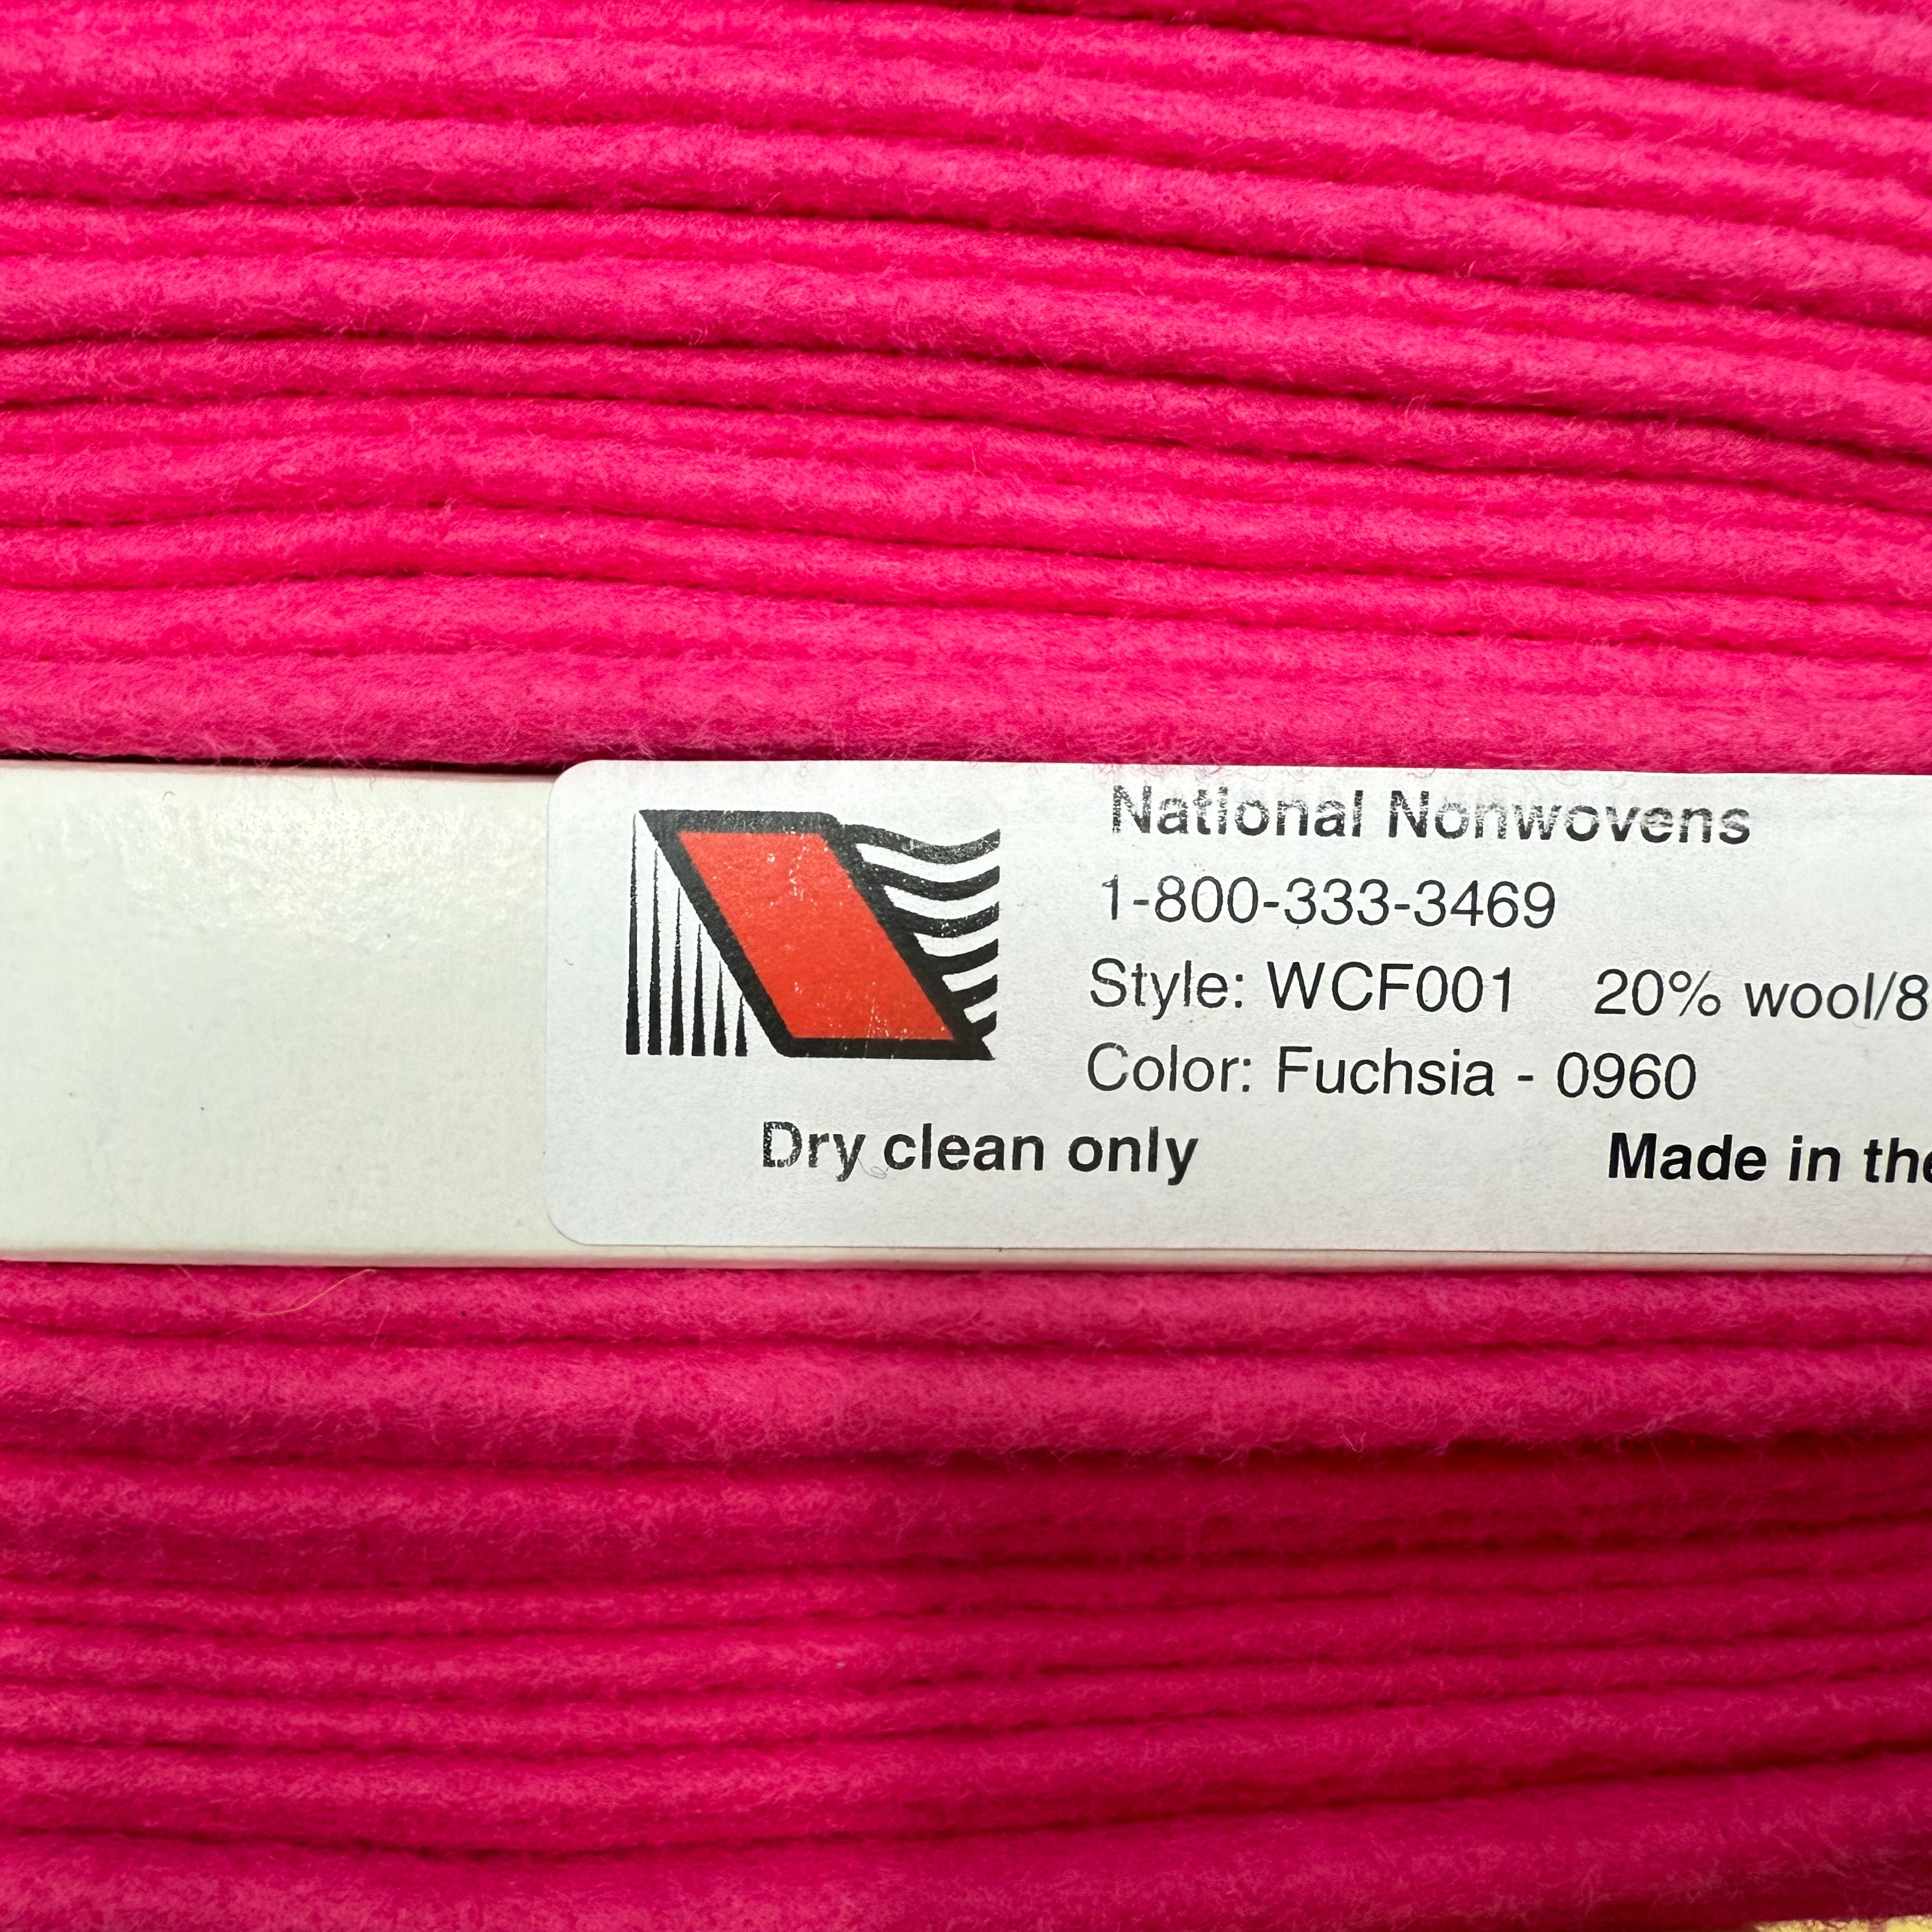 National Nonwovens
1-800-333-3469
Style: WCF001 20% wool/8
Color: Fuchsia - 0960
Dry clean only Made in the